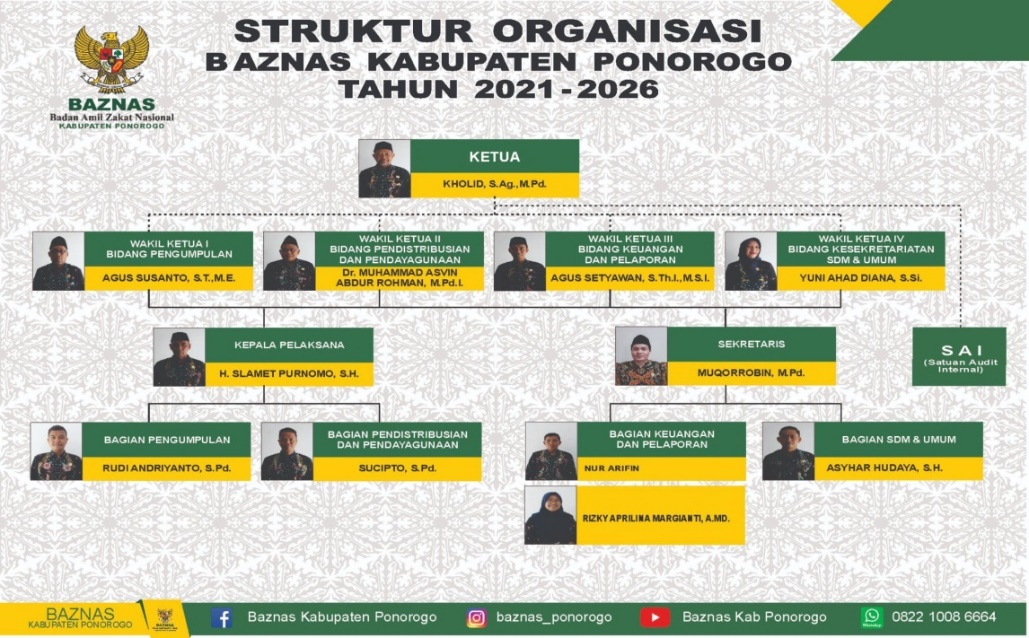 STRUKTUR ORGANISASI
BAZNAS KABUPATEN PONOROGO
TAHUN 2021 - 2026
BAZNAS
Badan Amil Zakat Nasional
KABUPATEN PONOROGO
KETUA
KHOLID, S.Ag.,M.Pd.
WAKIL KETUA I
BIDANG PENGUMPULAN
AGUS SUSANTO, S.T.,M.E.
WAKIL KETUA II
BIDANG PENDISTRIBUSIAN
DAN PENDAYAGUNAAN
Dr. MUHAMMAD ASVIN
ABDUR ROHMAN, M.Pd.I.
WAKIL KETUA III
BIDANG KEUANGAN
DAN PELAPORAN
AGUS SETYAWAN, S.Th.I.,M.S.I.
WAKIL KETUA IV
BIDANG KESEKRETARIATAN
SDM & UMUM
YUNI AHAD DIANA, S.Si.
KEPALA PELAKSANA
H. SLAMET PURNOMO, S.H.
SEKRETARIS
MUQORROBIN, M.Pd.
SAI
(Satuan Audit
Internal)
BAGIAN PENGUMPULAN
RUDI ANDRIYANTO, S.Pd.
BAGIAN PENDISTRIBUSIAN
DAN PENDAYAGUNAAN
SUCIPTO, S.Pd.
BAGIAN KEUANGAN
DAN PELAPORAN
NUR ARIFIN
RIZKY APRILINA MARGIANTI, A.MD.
BAGIAN SDM & UMUM
ASYHAR HUDAYA, S.H.
BAZNAS
KABUPATEN PONOROGO
Baznas Kabupaten Ponorogo
baznas_ponorogo
Baznas Kab Ponorogo
0822 1008 6664